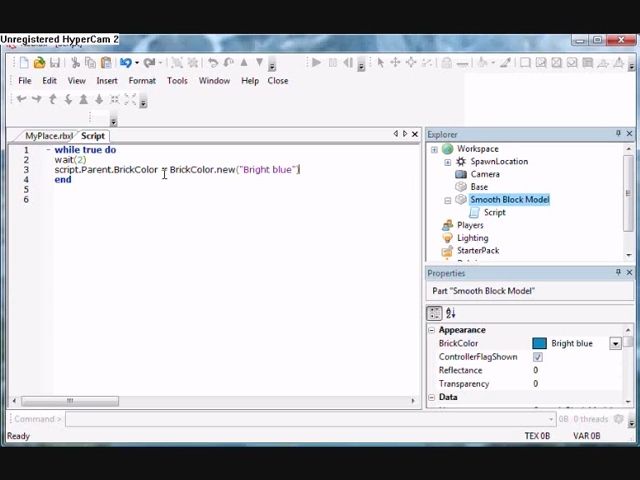 Unregistered HyperCam 2
File Edit View Insert Format Tools Window Help Close
MyPlace.rbxl Script
1 - while true do
2 wait(2)
3 script.Parent.BrickColor = BrickColor.new("Bright blue")
4 end
5
6
Explorer
Workspace
SpawnLocation
Camera
Base
Smooth Block Model
Script
Players
Lighting
StarterPack
Properties
Part "Smooth Block Model"
Appearance
BrickColor Bright blue
ControllerFlagShown
Reflectance 0
Transparency 0
Data
Command 0B 0 threads
Ready TEX 0B VAR 0B